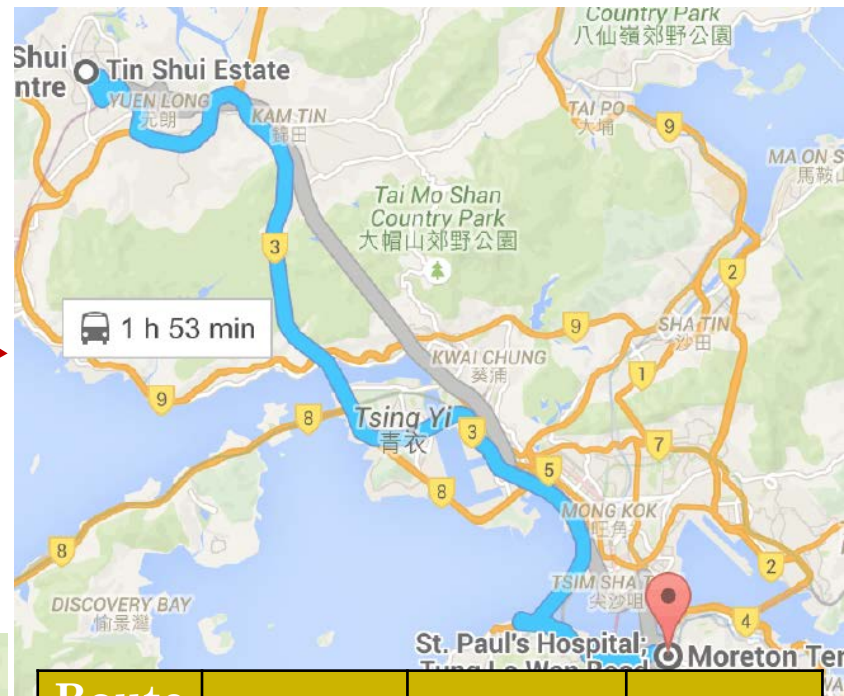 Country Park
八仙嶺郊野公園
Shui
ntre
Tin Shui Estate
YUEN LONG
元朗
KAM TIN
錦田
TAI PO
大埔
9
MA ON S
馬鞍山
Tai Mo Shan
Country Park
大帽山郊野公園
3
2
1 h 53 min
9
SHA TIN
沙田
KWAI CHUNG
葵涌
1
9
8
Tsing Yi
青衣
3
7
5
8
MONG KOK
旺角
8
2
TSIM SHA T
尖沙咀
DISCOVERY BAY
愉景灣
4
St. Paul's Hospital;
Tung Lo Wan Road
Moreton Ter
Route